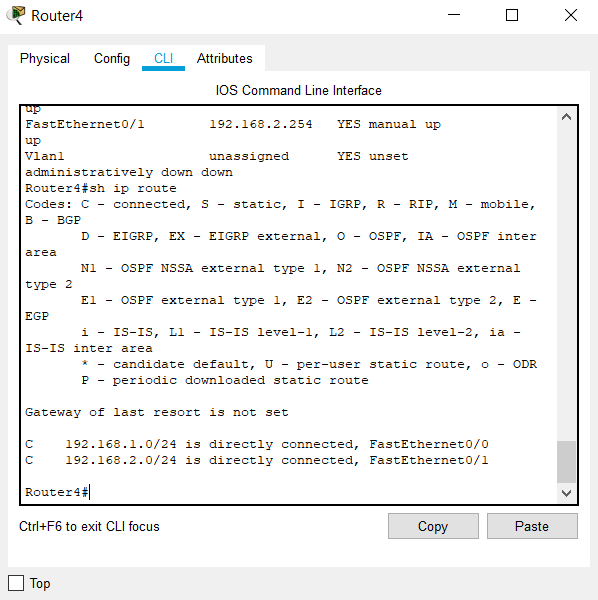 Router4
Physical Config CLI Attributes
IOS Command Line Interface
up
FastEthernet0/1 192.168.2.254 YES manual up
up
Vlan1 unassigned YES unset
administratively down down
Router4#sh ip route
Codes: C - connected, S - static, I - IGRP, R - RIP, M - mobile,
B - BGP
D - EIGRP, EX - EIGRP external, O - OSPF, IA - OSPF inter
area
N1 - OSPF NSSA external type 1, N2 - OSPF NSSA external
type 2
E1 - OSPF external type 1, E2 - OSPF external type 2, E -
EGP
i - IS-IS, L1 - IS-IS level-1, L2 - IS-IS level-2, ia -
IS-IS inter area
* - candidate default, U - per-user static route, o - ODR
P - periodic downloaded static route
Gateway of last resort is not set
C 192.168.1.0/24 is directly connected, FastEthernet0/0
C 192.168.2.0/24 is directly connected, FastEthernet0/1
Router4#
Ctrl+F6 to exit CLI focus
Copy Paste
Top